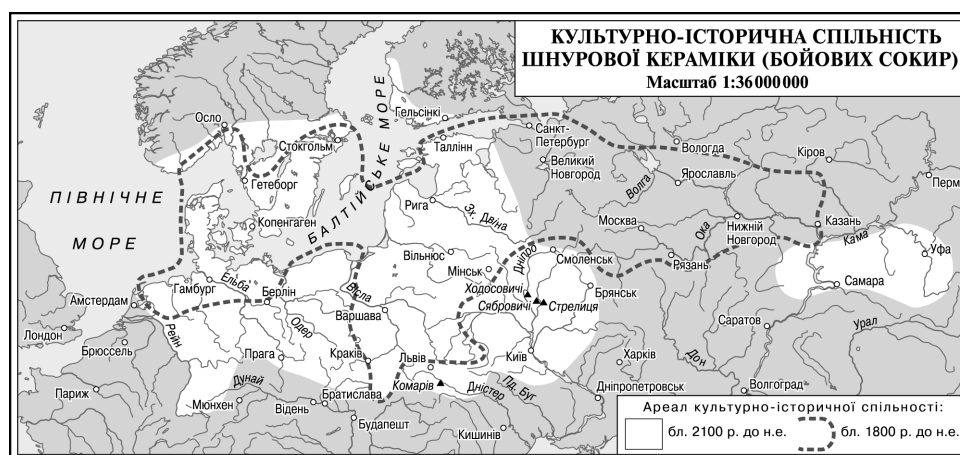 КУЛЬТУРНО-ІСТОРИЧНА СПІЛЬНІСТЬ
ШНУРОВОЇ КЕРАМІКИ (БОЙОВИХ СОКИР)
Масштаб 1:36 000 000
ПІВНІЧНЕ
МОРЕ
БАЛТІЙСЬКЕ МОРЕ
Осло
Стокгольм
Гельсінкі
Таллінн
Санкт-
Петербург
Великий
Новгород
Вологда
Ярославль
Волга
Кіров
Перм
Гетеборг
Копенгаген
Рига
Зх. Двіна
Москва
Ока
Нижній
Новгород
Казань
Кама
Уфа
Вільнюс
Мінськ
Дніпро
Смоленськ
Рязань
Самара
Гамбург
Ельба
Берлін
Вісла
Ходосовичі
Сябровичі
Стрелиця
Брянськ
Амстердам
Лондон
Рейн
Одер
Варшава
Саратов
Урал
Брюссель
Прага
Краків
Львів
Київ
Харків
Дон
Париж
Дунай
Комарів
Дністер
Пд. Буг
Дніпропетровськ
Волгоград
Мюнхен
Відень
Братислава
Будапешт
Кишинів
Ареал культурно-історичної спільності:
бл. 2100 р. до н.е.
бл. 1800 р. до н.е.